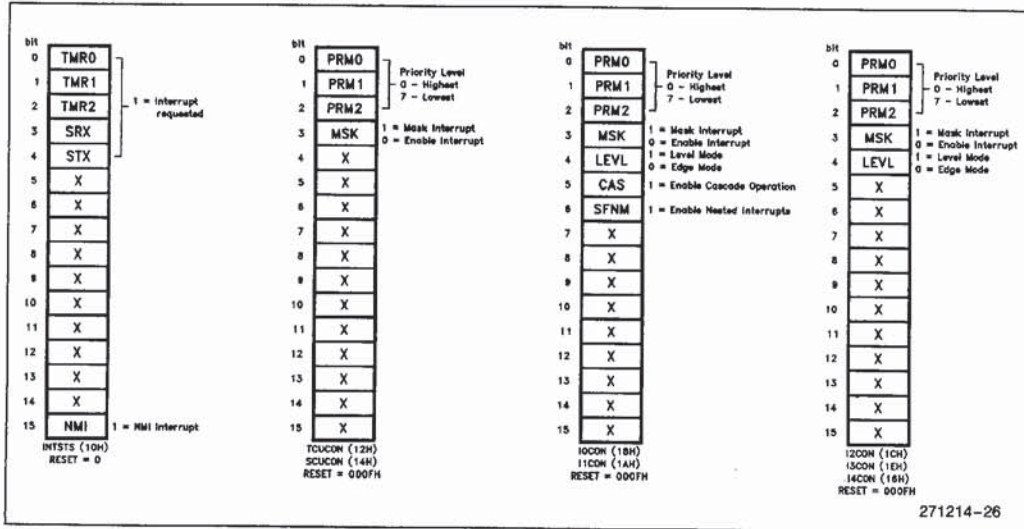 bit
0 TMR0
1 TMR1
2 TMR2
3 SRX
4 STX
5 X
6 X
7 X
8 X
9 X
10 X
11 X
12 X
13 X
14 X
15 NMI
1 = Interrupt
requested
1 = NMI Interrupt
INTSTS (10H)
RESET = 0
bit
0 PRM0
1 PRM1
2 PRM2
3 MSK
4 X
5 X
6 X
7 X
8 X
9 X
10 X
11 X
12 X
13 X
14 X
15 X
Priority Level
0 - Highest
7 - Lowest
1 = Mask Interrupt
0 = Enable Interrupt
TCUCON (12H)
SCUCON (14H)
RESET = 000FH
bit
0 PRM0
1 PRM1
2 PRM2
3 MSK
4 LEVL
5 CAS
6 SFNM
7 X
8 X
9 X
10 X
11 X
12 X
13 X
14 X
15 X
Priority Level
0 - Highest
7 - Lowest
1 = Mask Interrupt
0 = Enable Interrupt
1 = Level Mode
0 = Edge Mode
1 = Enable Cascade Operation
1 = Enable Nested Interrupts
I0CON (18H)
I1CON (1AH)
RESET = 000FH
bit
0 PRM0
1 PRM1
2 PRM2
3 MSK
4 LEVL
5 X
6 X
7 X
8 X
9 X
10 X
11 X
12 X
13 X
14 X
15 X
Priority Level
0 - Highest
7 - Lowest
1 = Mask Interrupt
0 = Enable Interrupt
1 = Level Mode
0 = Edge Mode
I2CON (1CH)
I3CON (1EH)
I4CON (16H)
RESET = 000FH
271214-26